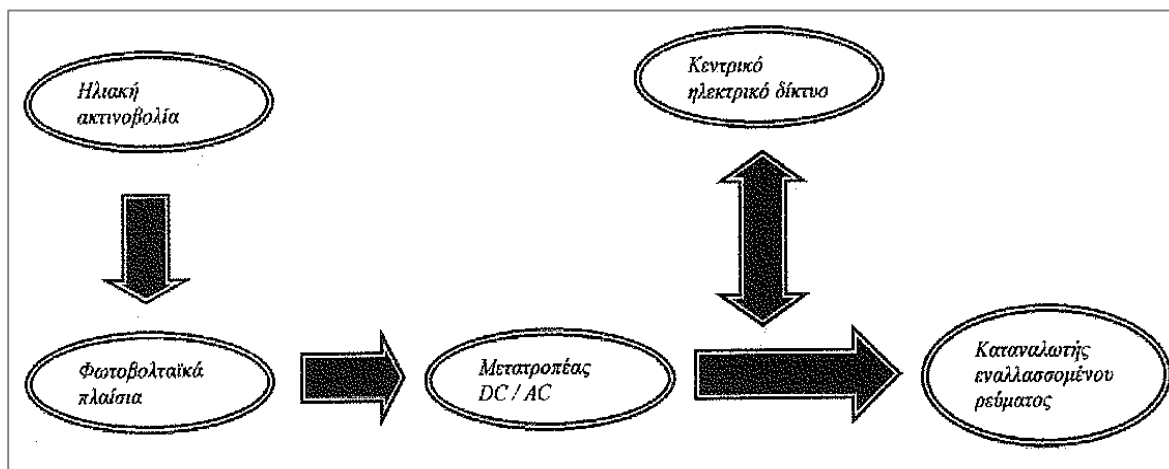 Ηλιακή
ακτινοβολία
Κεντρικό
ηλεκτρικό δίκτυο
Φωτοβολταϊκά
πλαίσια
Μετατροπέας
DC / AC
Καταναλωτής
εναλλασσομένου
ρεύματος